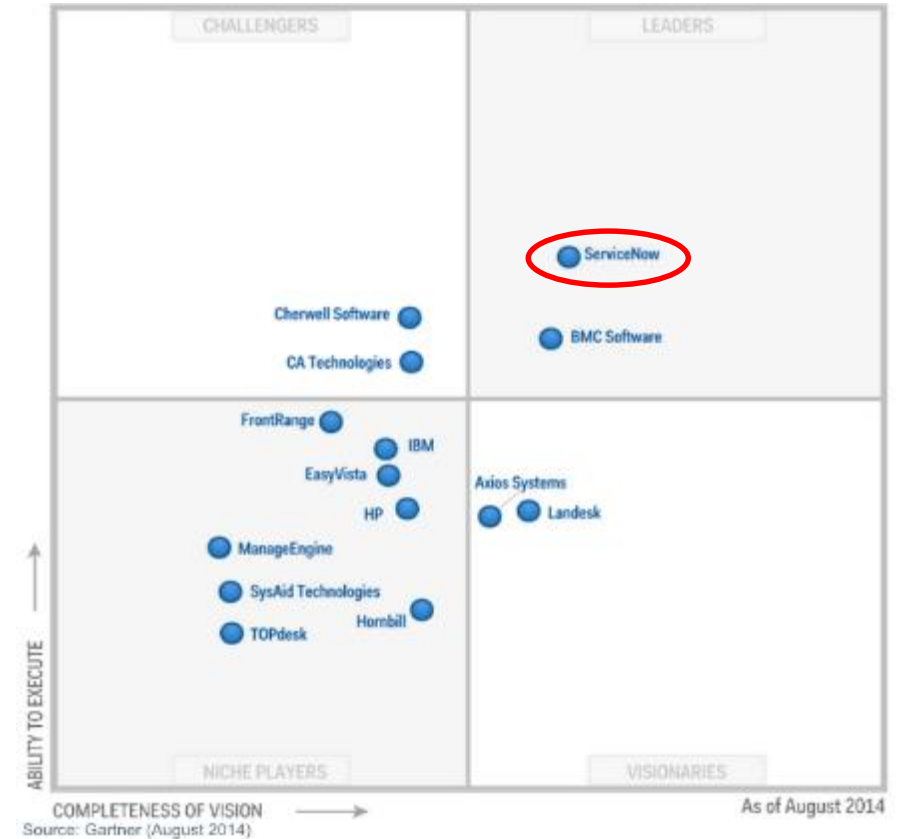 CHALLENGERS
LEADERS
ServiceNow
Cherwell Software
BMC Software
CA Technologies
FrontRange
IBM
EasyVista
Axios Systems
HP
Landesk
ManageEngine
SysAid Technologies
Hornbill
TOPdesk
ABILITY TO EXECUTE
NICHE PLAYERS
VISIONARIES
COMPLETENESS OF VISION
As of August 2014
Source: Gartner (August 2014)